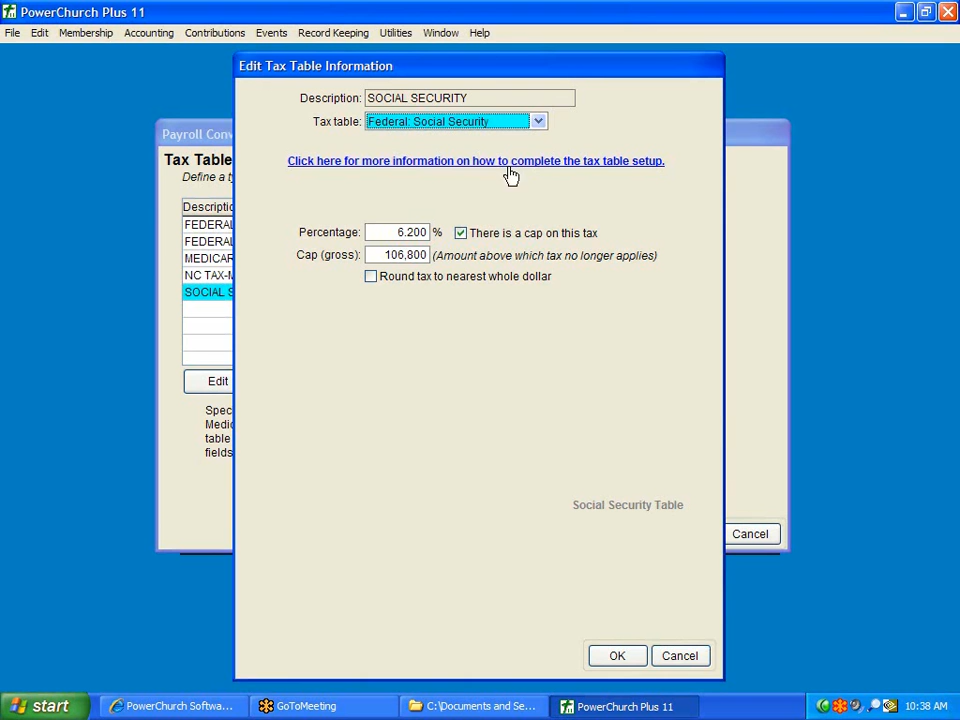 PowerChurch Plus 11
File Edit Membership Accounting Contributions Events Record Keeping Utilities Window Help
Edit Tax Table Information
Description: SOCIAL SECURITY
Tax table: Federal: Social Security
Payroll Conv
Tax Table
Define a ty
Click here for more information on how to complete the tax table setup.
Descriptio
FEDERAL
FEDERAL
MEDICAR
NC TAX-M
SOCIAL S
Percentage: 6.200 % There is a cap on this tax
Cap (gross): 106,800 (Amount above which tax no longer applies)
Round tax to nearest whole dollar
Edit
Spec
Medic
table
fields
Social Security Table
Cancel
OK Cancel
start PowerChurch Softwa... GoToMeeting C:\Documents and Se... PowerChurch Plus 11 10:38 AM